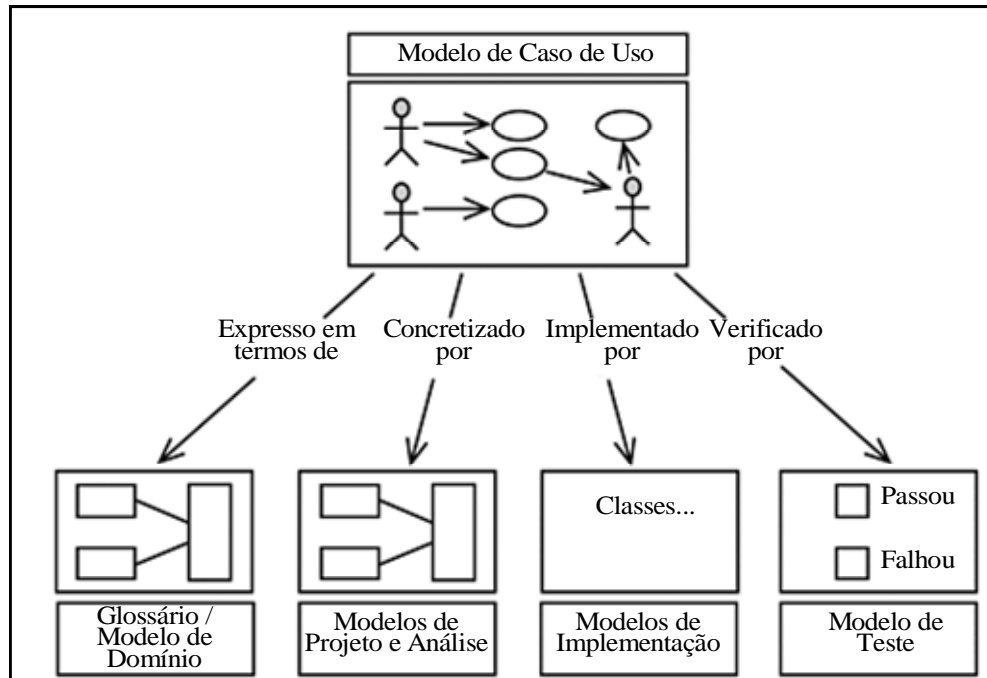 Modelo de Caso de Uso
Expresso em
termos de
Concretizado
por
Implementado
por
Verificado
por
Classes...
Passou
Falhou
Glossário /
Modelo de
Domínio
Modelos de
Projeto e Análise
Modelos de
Implementação
Modelo de
Teste